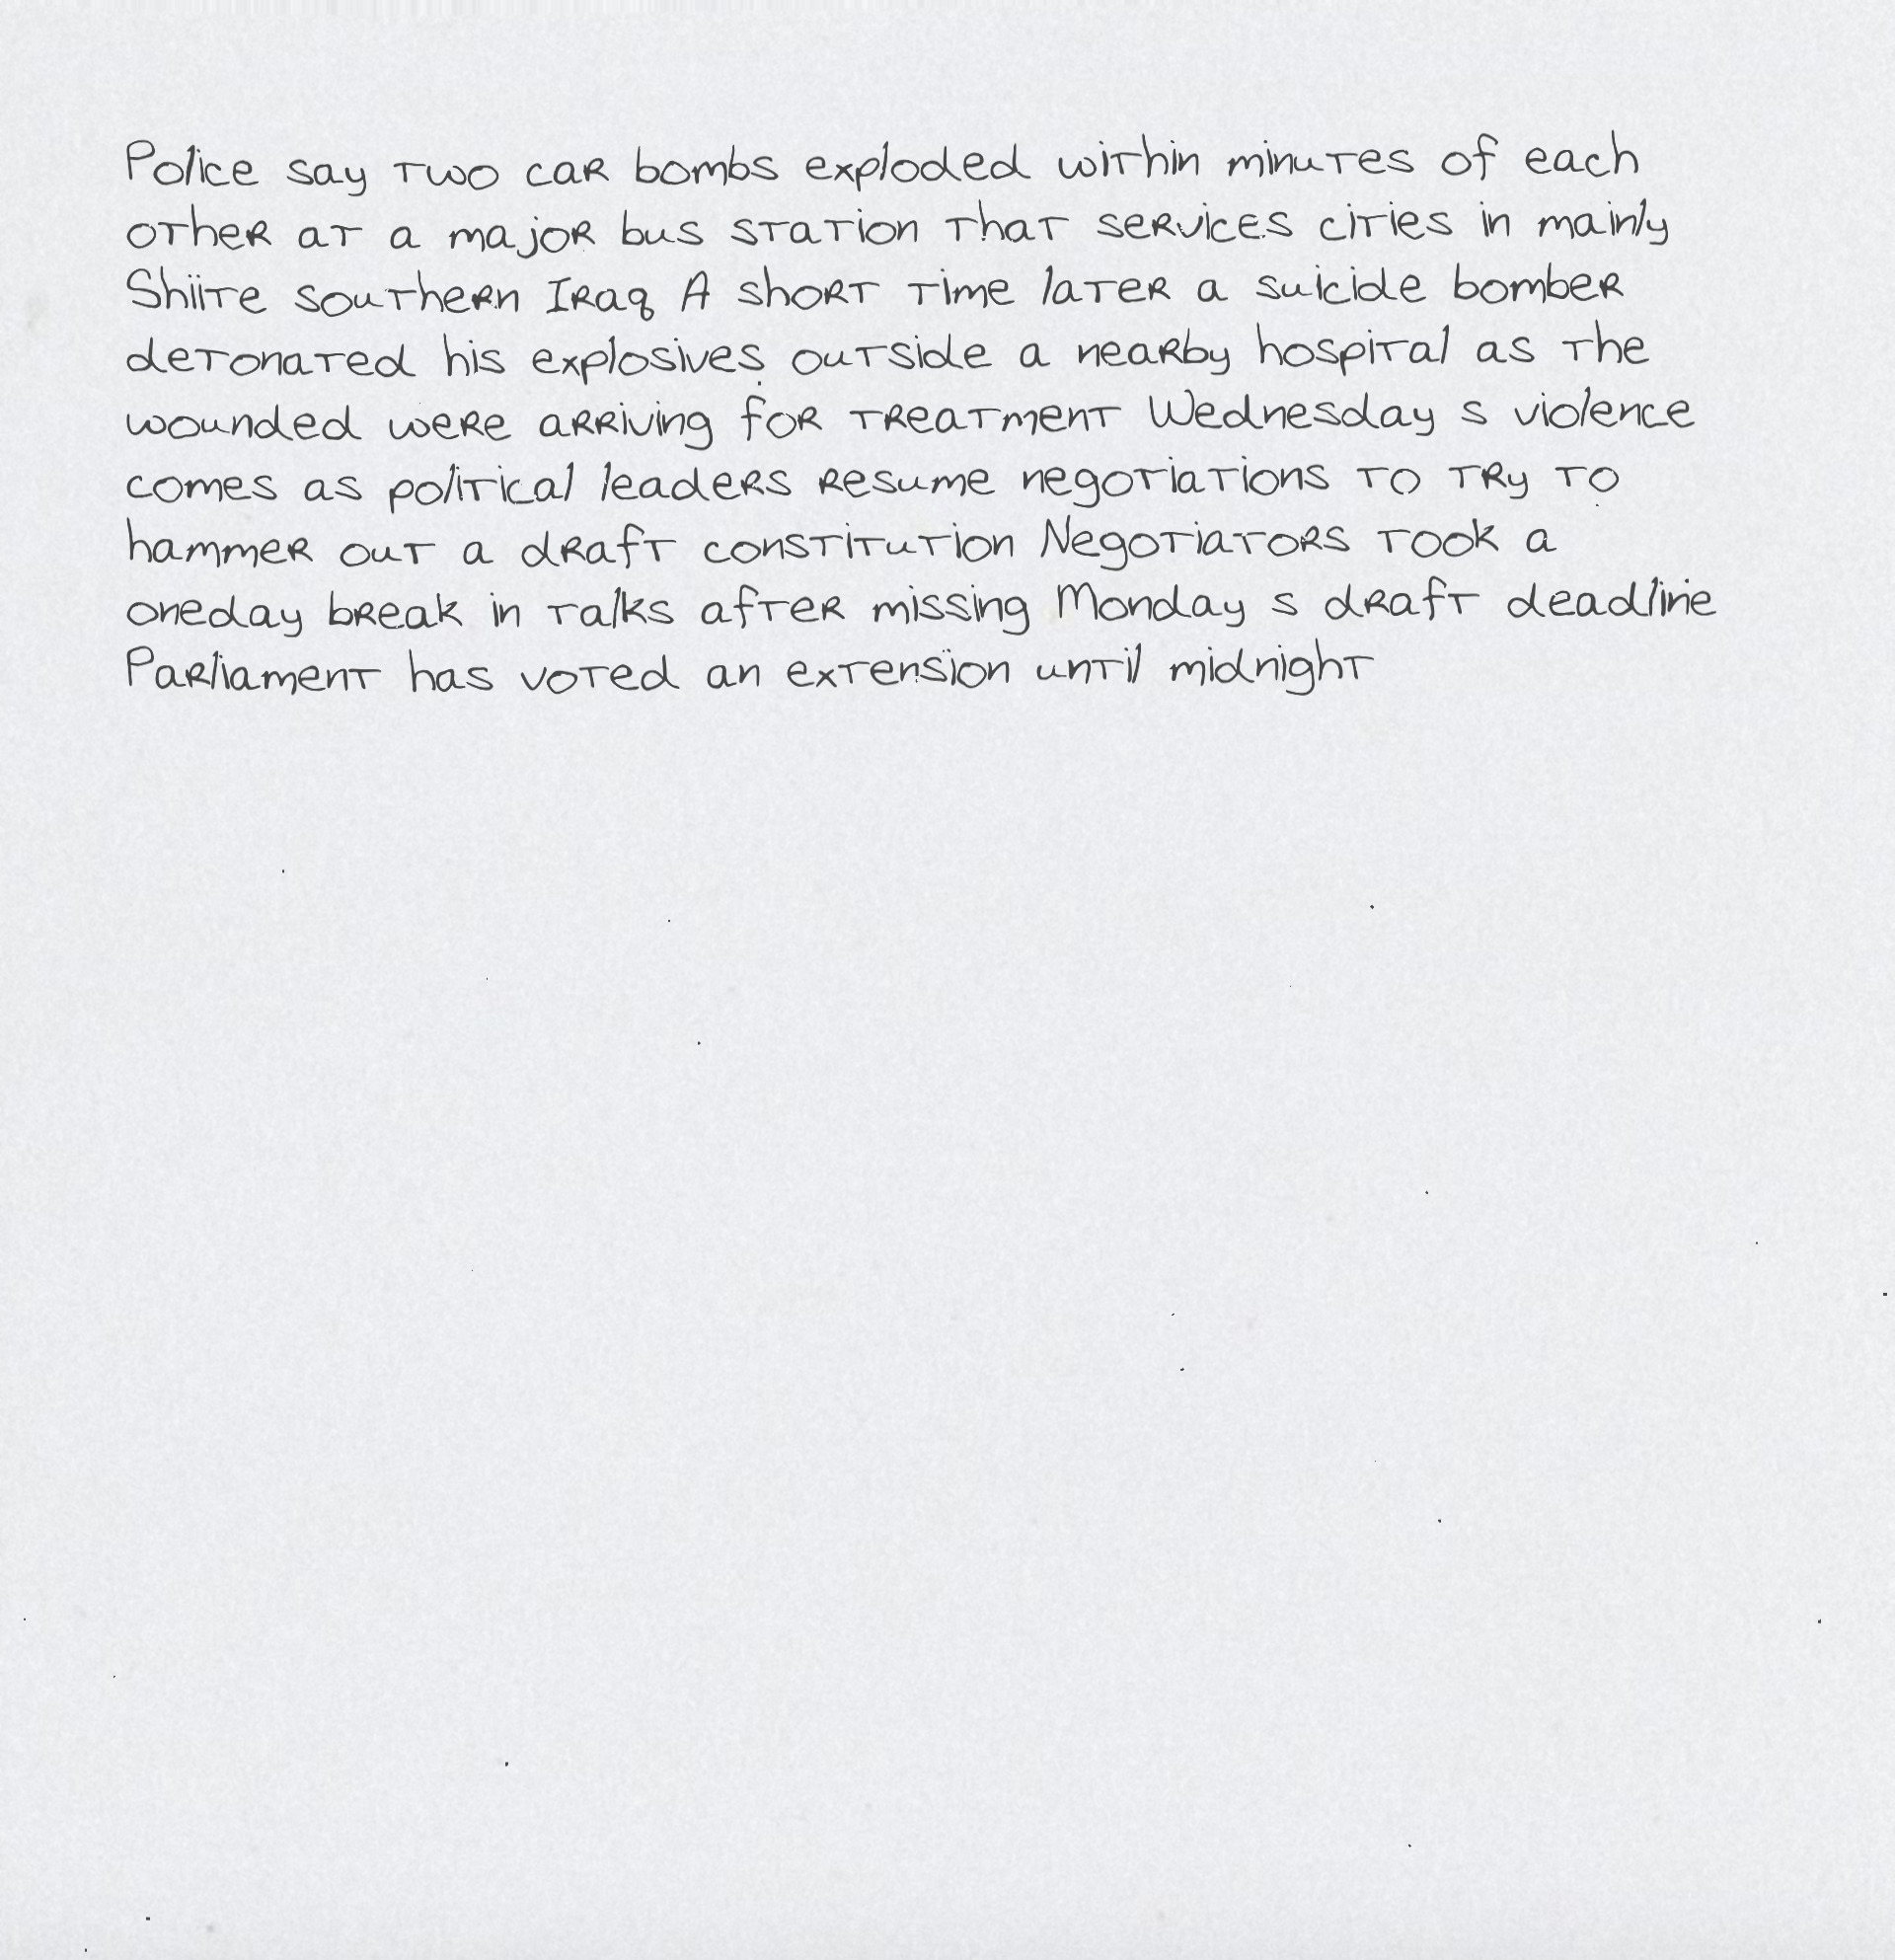 Police say two car bombs exploded within minutes of each
other at a major bus station that services cities in mainly
Shiite southern Iraq A short time later a suicide bomber
detonated his explosives outside a nearby hospital as the
wounded were arriving for treatment Wednesday s violence
comes as political leaders resume negotiations to try to
hammer out a draft constitution Negotiators took a
oneday break in talks after missing Monday s draft deadline
Parliament has voted an extension until midnight